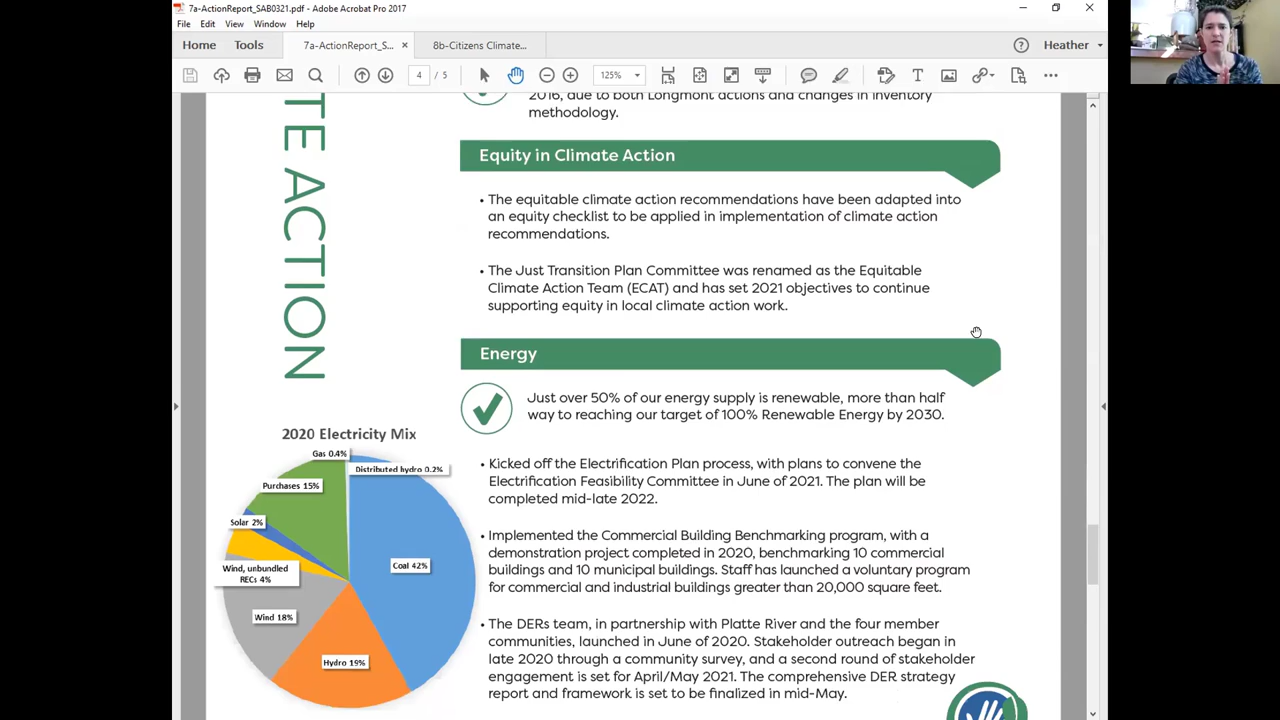 7a-ActionReport_SAB0321.pdf - Adobe Acrobat Pro 2017
File Edit View Window Help
Home Tools 7a-ActionReport_S... × 8b-Citizens Climate... Heather
4 / 5 125%
2016, due to both Longmont actions and changes in inventory
methodology.
TE ACTION
Equity in Climate Action
• The equitable climate action recommendations have been adapted into
an equity checklist to be applied in implementation of climate action
recommendations.
• The Just Transition Plan Committee was renamed as the Equitable
Climate Action Team (ECAT) and has set 2021 objectives to continue
supporting equity in local climate action work.
Energy
Just over 50% of our energy supply is renewable, more than half
way to reaching our target of 100% Renewable Energy by 2030.
• Kicked off the Electrification Plan process, with plans to convene the
Electrification Feasibility Committee in June of 2021. The plan will be
completed mid-late 2022.
• Implemented the Commercial Building Benchmarking program, with a
demonstration project completed in 2020, benchmarking 10 commercial
buildings and 10 municipal buildings. Staff has launched a voluntary program
for commercial and industrial buildings greater than 20,000 square feet.
• The DERs team, in partnership with Platte River and the four member
communities, launched in June of 2020. Stakeholder outreach began in
late 2020 through a community survey, and a second round of stakeholder
engagement is set for April/May 2021. The comprehensive DER strategy
report and framework is set to be finalized in mid-May.
2020 Electricity Mix
Gas 0.4%
Distributed hydro 0.2%
Purchases 15%
Solar 2%
Coal 42%
Wind, unbundled
RECs 4%
Wind 18%
Hydro 19%